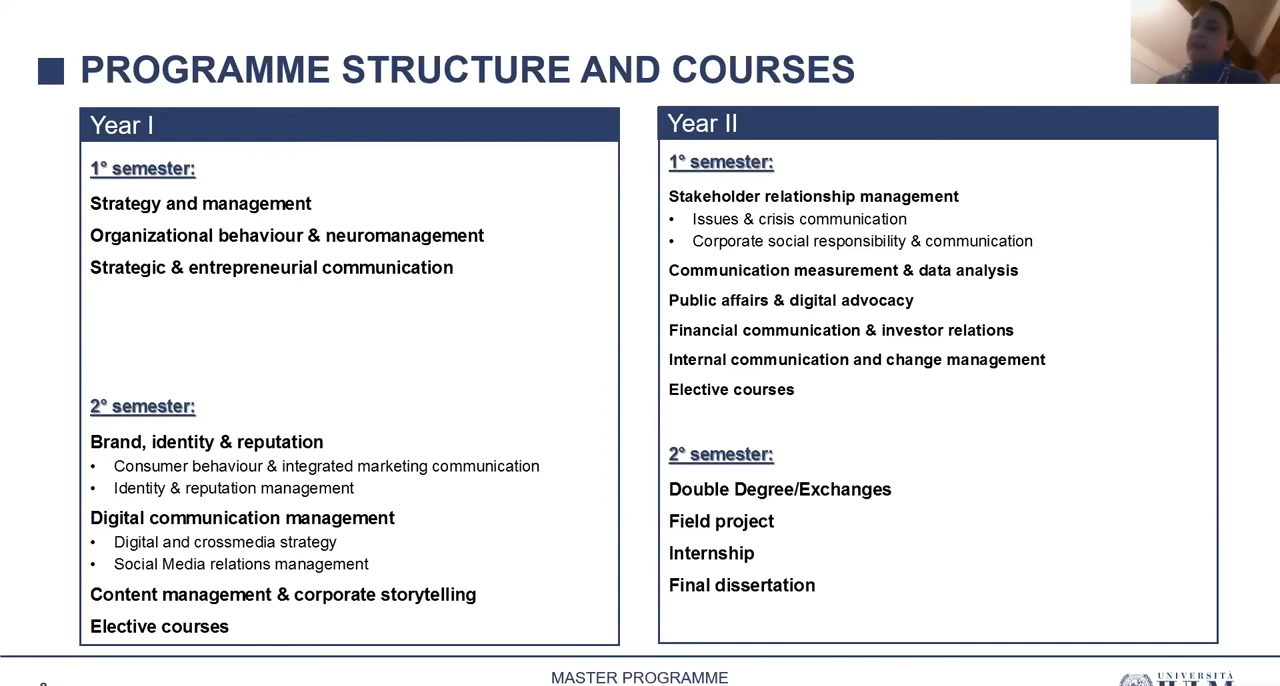 PROGRAMME STRUCTURE AND COURSES
Year I
1° semester:
Strategy and management
Organizational behaviour & neuromanagement
Strategic & entrepreneurial communication
2° semester:
Brand, identity & reputation
• Consumer behaviour & integrated marketing communication
• Identity & reputation management
Digital communication management
• Digital and crossmedia strategy
• Social Media relations management
Content management & corporate storytelling
Elective courses
Year II
1° semester:
Stakeholder relationship management
• Issues & crisis communication
• Corporate social responsibility & communication
Communication measurement & data analysis
Public affairs & digital advocacy
Financial communication & investor relations
Internal communication and change management
Elective courses
2° semester:
Double Degree/Exchanges
Field project
Internship
Final dissertation
MASTER PROGRAMME
UNIVERSITÀ